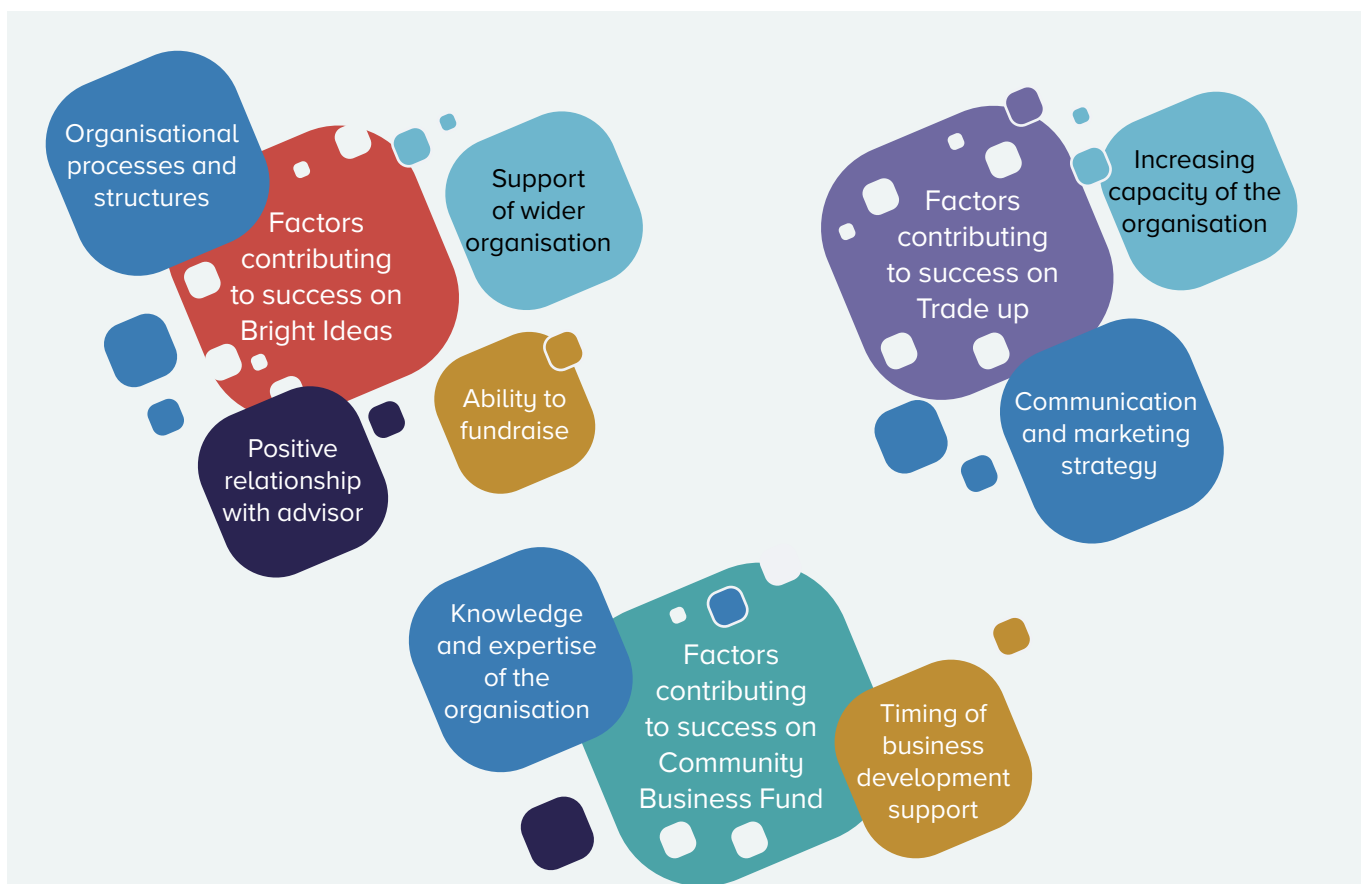 Organisational
processes and
structures
Factors
contributing
to success on
Bright Ideas
Support
of wider
organisation
Ability to
fundraise
Positive
relationship
with advisor
Factors
contributing
to success on
Trade up
Increasing
capacity of the
organisation
Communication
and marketing
strategy
Knowledge
and expertise
of the
organisation
Factors
contributing
to success on
Community
Business Fund
Timing of
business
development
support